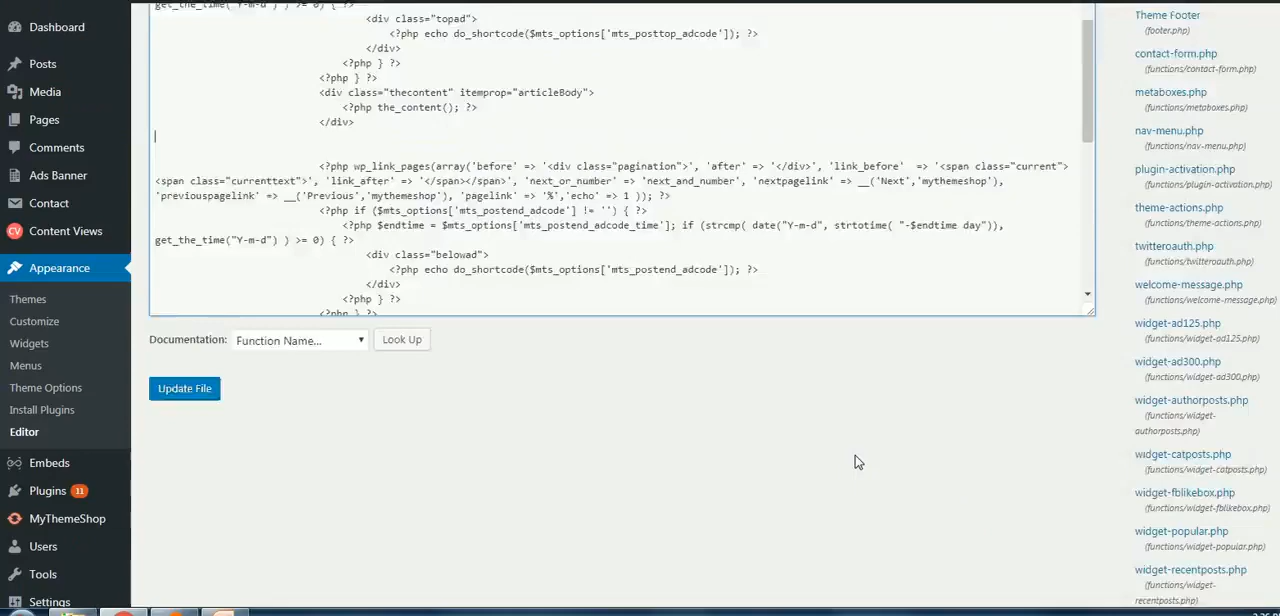 Dashboard
Posts
Media
Pages
Comments
Ads Banner
Contact
Content Views
Appearance
Themes
Customize
Widgets
Menus
Theme Options
Install Plugins
Editor
Embeds
Plugins 11
MyThemeShop
Users
Tools
Settings
get_the_time("Y-m-d") ) >= 0) { ?>
<div class="topad">
<?php echo do_shortcode($mts_options['mts_posttop_adcode']); ?>
</div>
<?php } ?>
<?php } ?>
<div class="thecontent" itemprop="articleBody">
<?php the_content(); ?>
</div>
<?php wp_link_pages(array('before' => '<div class="pagination">', 'after' => '</div>', 'link_before'  => '<span class="current">
<span class="currenttext">', 'link_after' => '</span></span>', 'next_or_number' => 'next_and_number', 'nextpagelink' => __('Next','mythemeshop'),
'previouspagelink' => __('Previous','mythemeshop'), 'pagelink' => '%','echo' => 1 )); ?>
<?php if ($mts_options['mts_postend_adcode'] != '') { ?>
<?php $endtime = $mts_options['mts_postend_adcode_time']; if (strcmp( date("Y-m-d", strtotime( "-$endtime day")),
get_the_time("Y-m-d") ) >= 0) { ?>
<div class="belowad">
<?php echo do_shortcode($mts_options['mts_postend_adcode']); ?>
</div>
<?php } ?>
<?php } ?>
Documentation: Function Name... Look Up
Update File
Theme Footer
(footer.php)
contact-form.php
(functions/contact-form.php)
metaboxes.php
(functions/metaboxes.php)
nav-menu.php
(functions/nav-menu.php)
plugin-activation.php
(functions/plugin-activation.php)
theme-actions.php
(functions/theme-actions.php)
twitteroauth.php
(functions/twitteroauth.php)
welcome-message.php
(functions/welcome-message.php)
widget-ad125.php
(functions/widget-ad125.php)
widget-ad300.php
(functions/widget-ad300.php)
widget-authorposts.php
(functions/widget-
authorposts.php)
widget-catposts.php
(functions/widget-catposts.php)
widget-fblikebox.php
(functions/widget-fblikebox.php)
widget-popular.php
(functions/widget-popular.php)
widget-recentposts.php
(functions/widget-
recentposts.php)